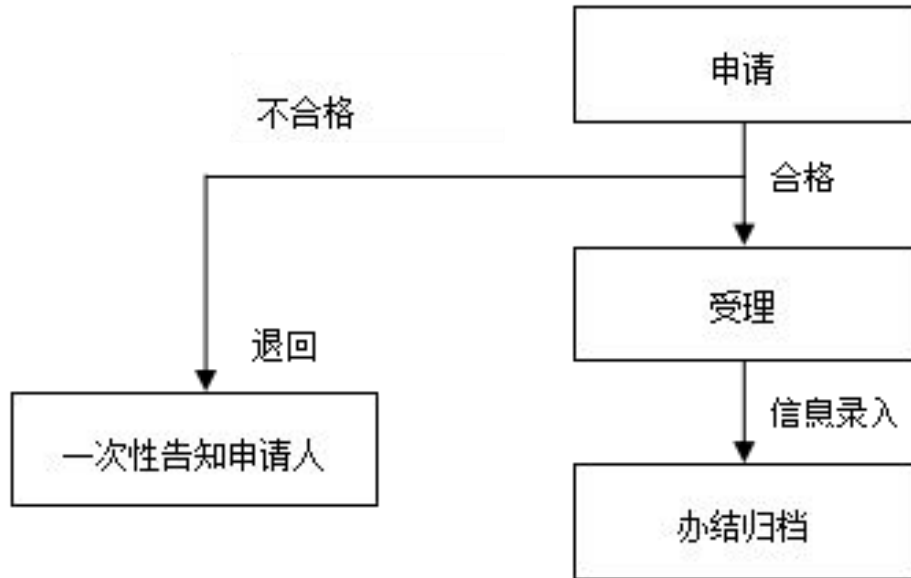 申请
不合格
合格
受理
退回
信息录入
一次性告知申请人
办结归档